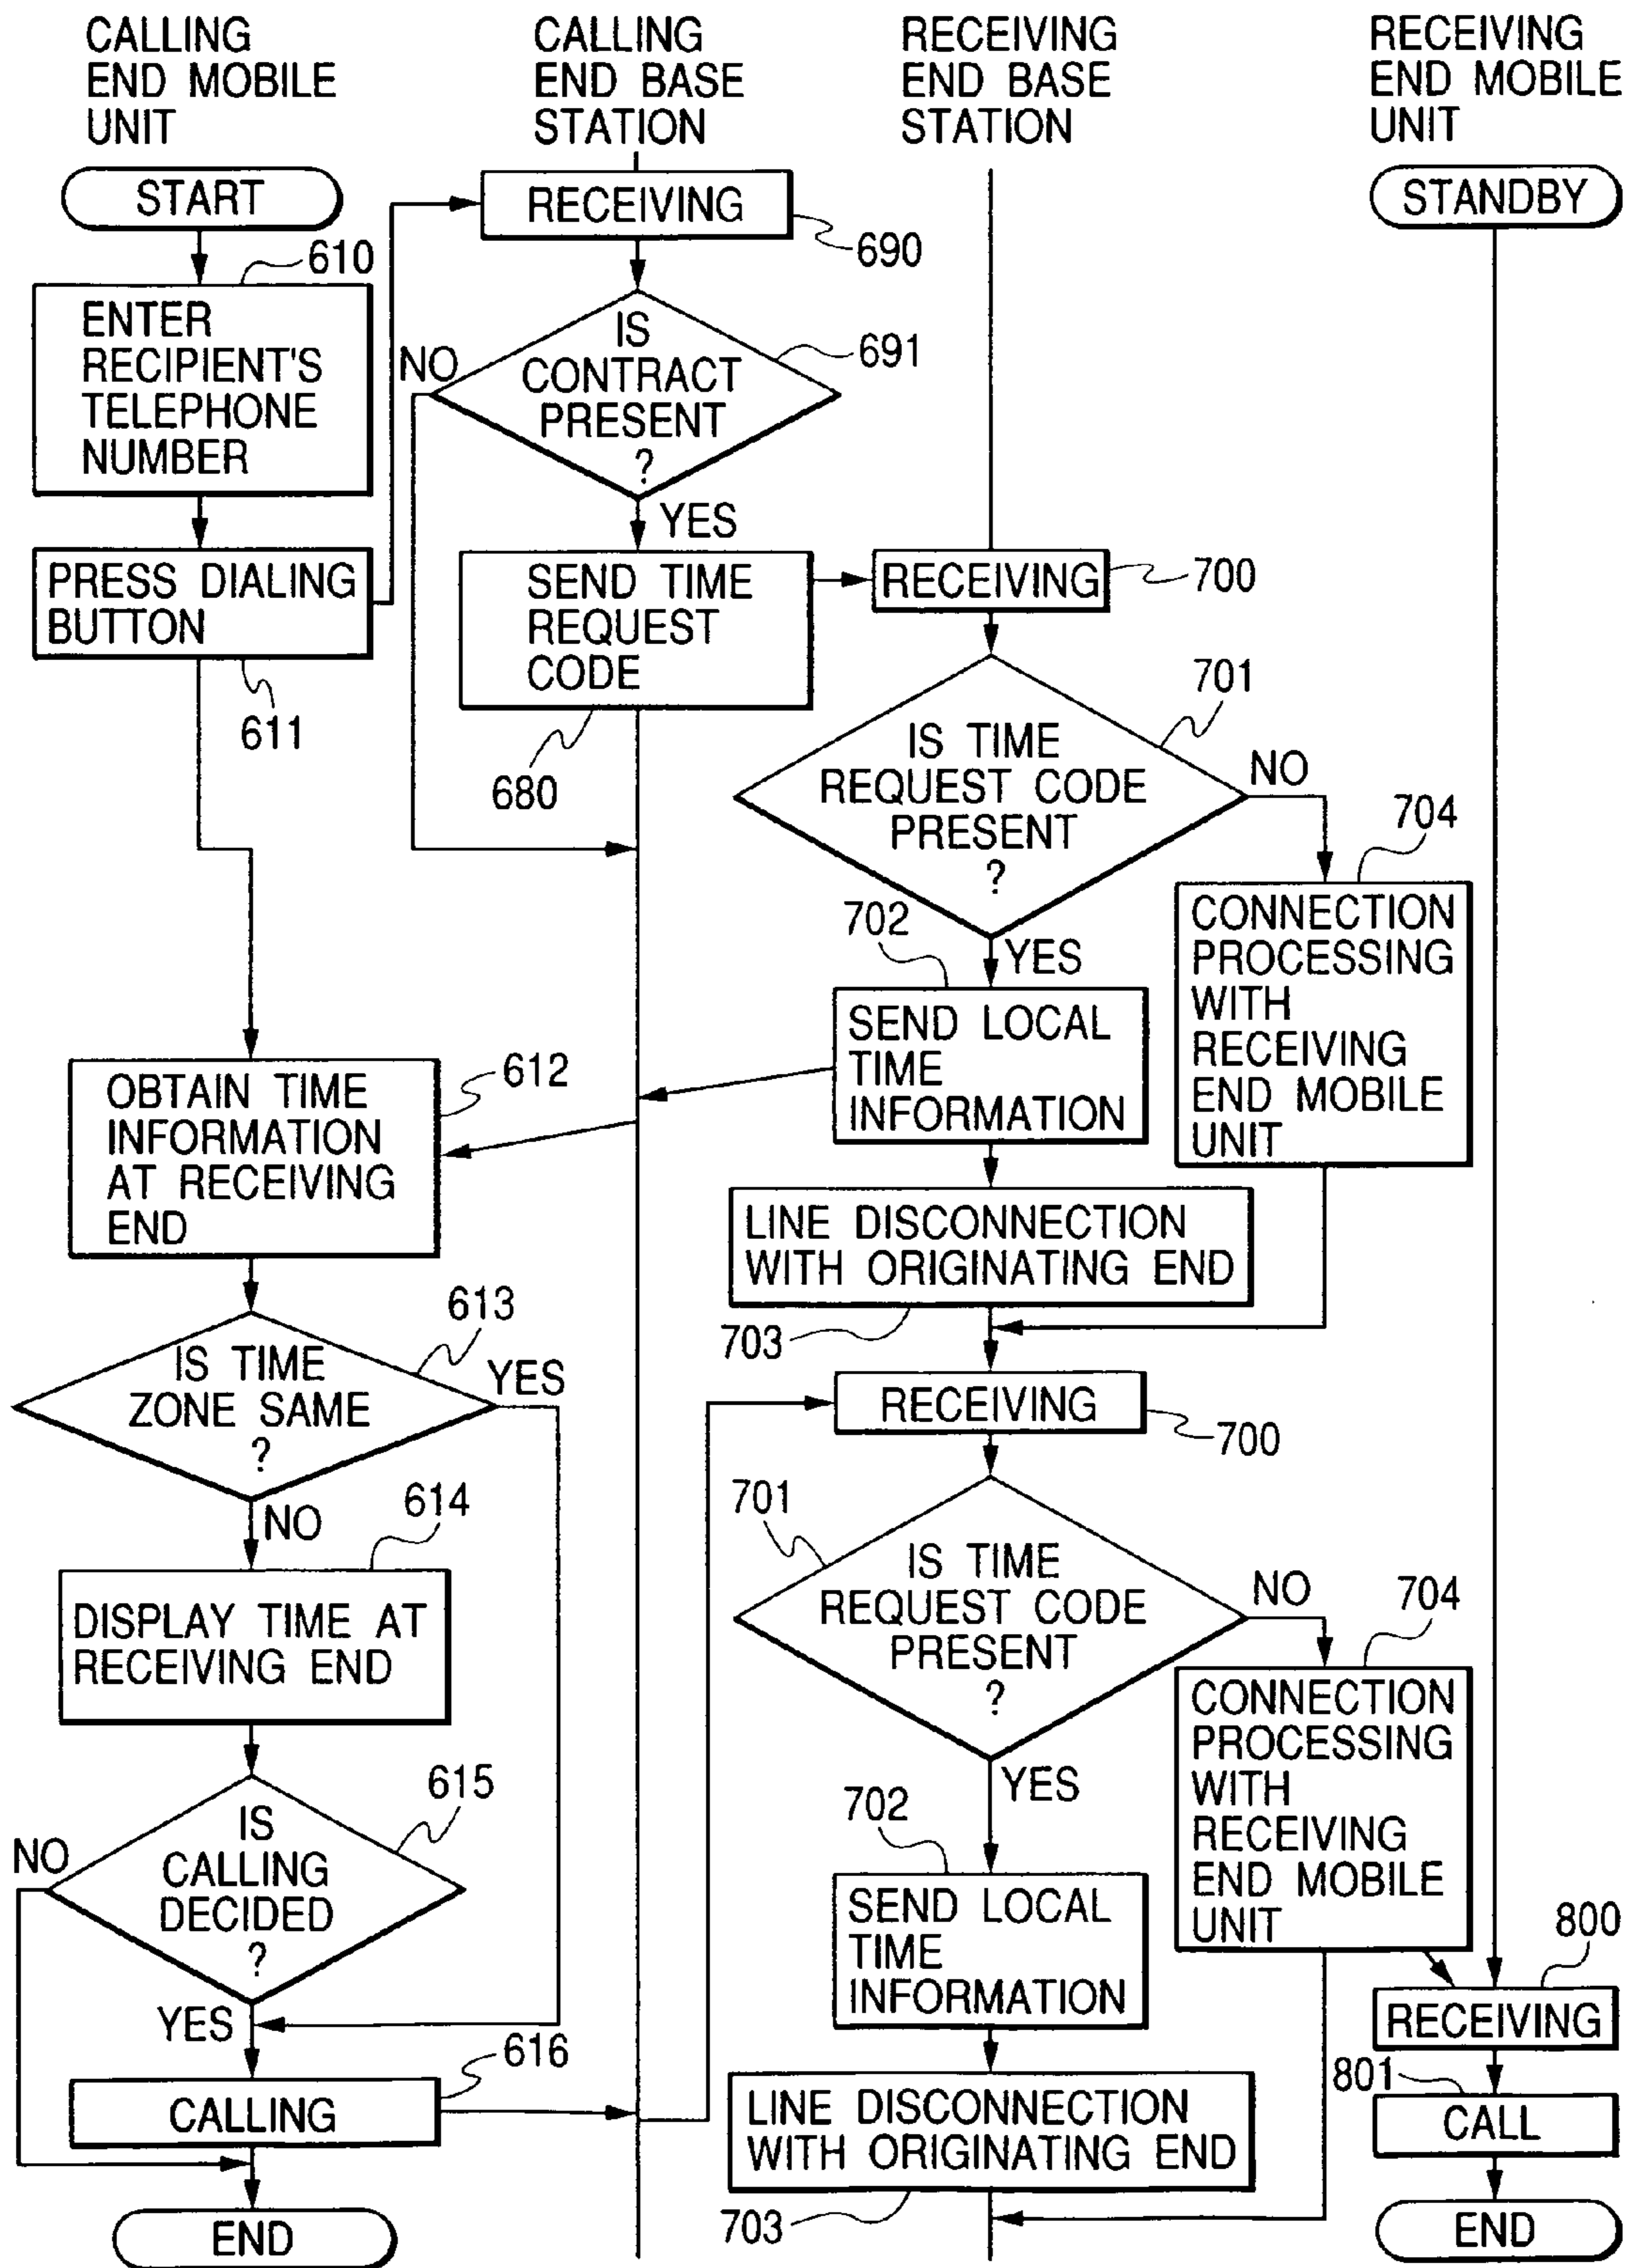 CALLING
END MOBILE
UNIT
CALLING
END BASE
STATION
RECEIVING
END BASE
STATION
RECEIVING
END MOBILE
UNIT
START
RECEIVING
690
STANDBY
610
ENTER
RECIPIENT'S
TELEPHONE
NUMBER
NO
IS
CONTRACT
PRESENT
?
691
YES
PRESS DIALING
BUTTON
611
SEND TIME
REQUEST
CODE
680
RECEIVING
700
701
IS TIME
REQUEST CODE
PRESENT
?
NO
704
CONNECTION
PROCESSING
WITH
RECEIVING
END MOBILE
UNIT
702
YES
SEND LOCAL
TIME
INFORMATION
612
OBTAIN TIME
INFORMATION
AT RECEIVING
END
LINE DISCONNECTION
WITH ORIGINATING END
703
613
IS TIME
ZONE SAME
?
YES
NO
RECEIVING
700
614
DISPLAY TIME AT
RECEIVING END
701
IS TIME
REQUEST CODE
PRESENT
?
NO
704
CONNECTION
PROCESSING
WITH
RECEIVING
END MOBILE
UNIT
615
NO
IS
CALLING
DECIDED
?
YES
YES
702
SEND LOCAL
TIME
INFORMATION
800
RECEIVING
616
CALLING
LINE DISCONNECTION
WITH ORIGINATING END
703
801
CALL
END
END